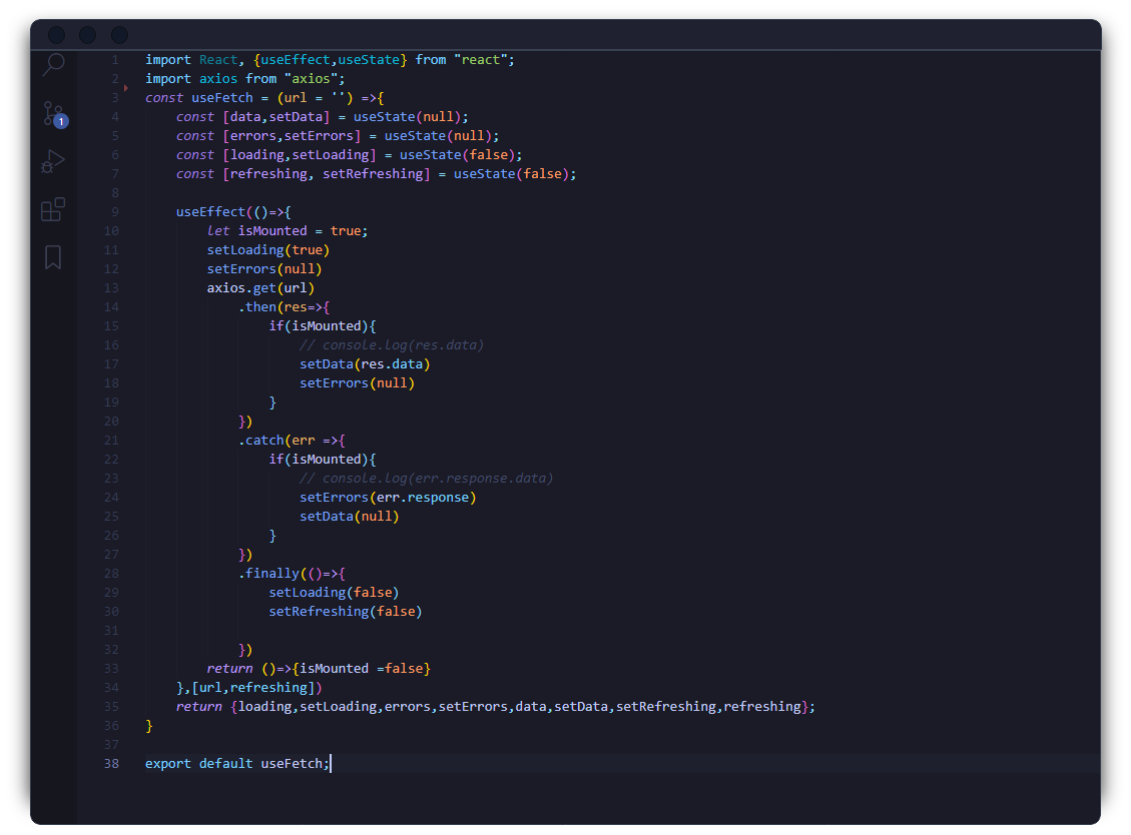 1 import React, {useEffect,useState} from "react";
2 import axios from "axios";
3 const useFetch = (url = '') =>{
4     const [data,setData] = useState(null);
5     const [errors,setErrors] = useState(null);
6     const [loading,setLoading] = useState(false);
7     const [refreshing, setRefreshing] = useState(false);
8
9     useEffect(()=>{
10         let isMounted = true;
11         setLoading(true)
12         setErrors(null)
13         axios.get(url)
14             .then(res=>{
15                 if(isMounted){
16                     // console.log(res.data)
17                     setData(res.data)
18                     setErrors(null)
19                 }
20             })
21             .catch(err =>{
22                 if(isMounted){
23                     // console.log(err.response.data)
24                     setErrors(err.response)
25                     setData(null)
26                 }
27             })
28             .finally(()=>{
29                 setLoading(false)
30                 setRefreshing(false)
31
32             })
33         return ()=>{isMounted =false}
34     },[url,refreshing])
35     return {loading,setLoading,errors,setErrors,data,setData,setRefreshing,refreshing};
36 }
37
38 export default useFetch;
1